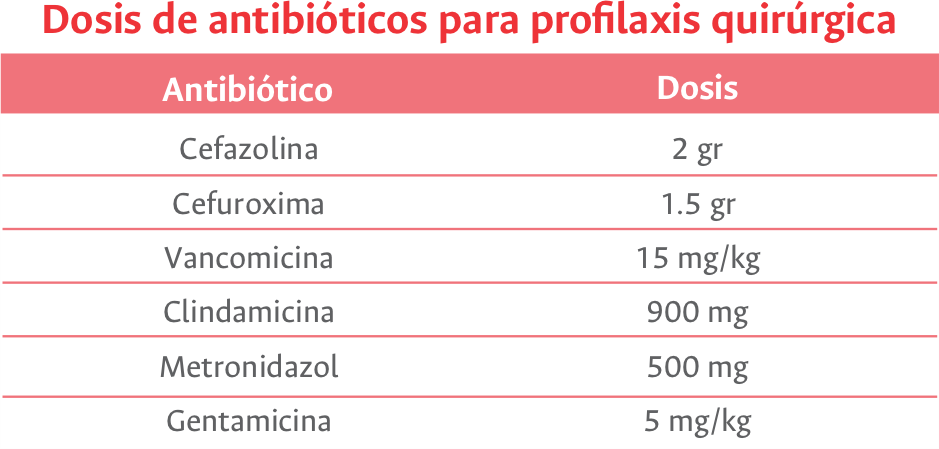 Dosis de antibióticos para profilaxis quirúrgica
Antibiótico Dosis
Cefazolina 2 gr
Cefuroxima 1.5 gr
Vancomicina 15 mg/kg
Clindamicina 900 mg
Metronidazol 500 mg
Gentamicina 5 mg/kg